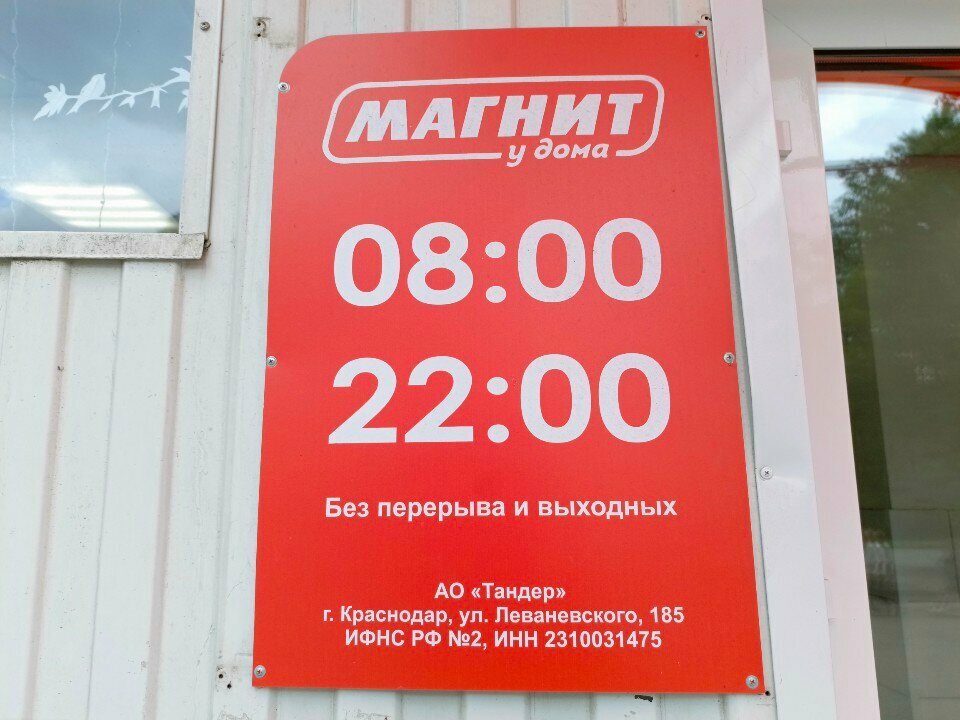 МАГНИТ
у дома
08:00
22:00
Без перерыва и выходных
АО «Тандер»
г. Краснодар, ул. Леваневского, 185
ИФНС РФ №2, ИНН 2310031475